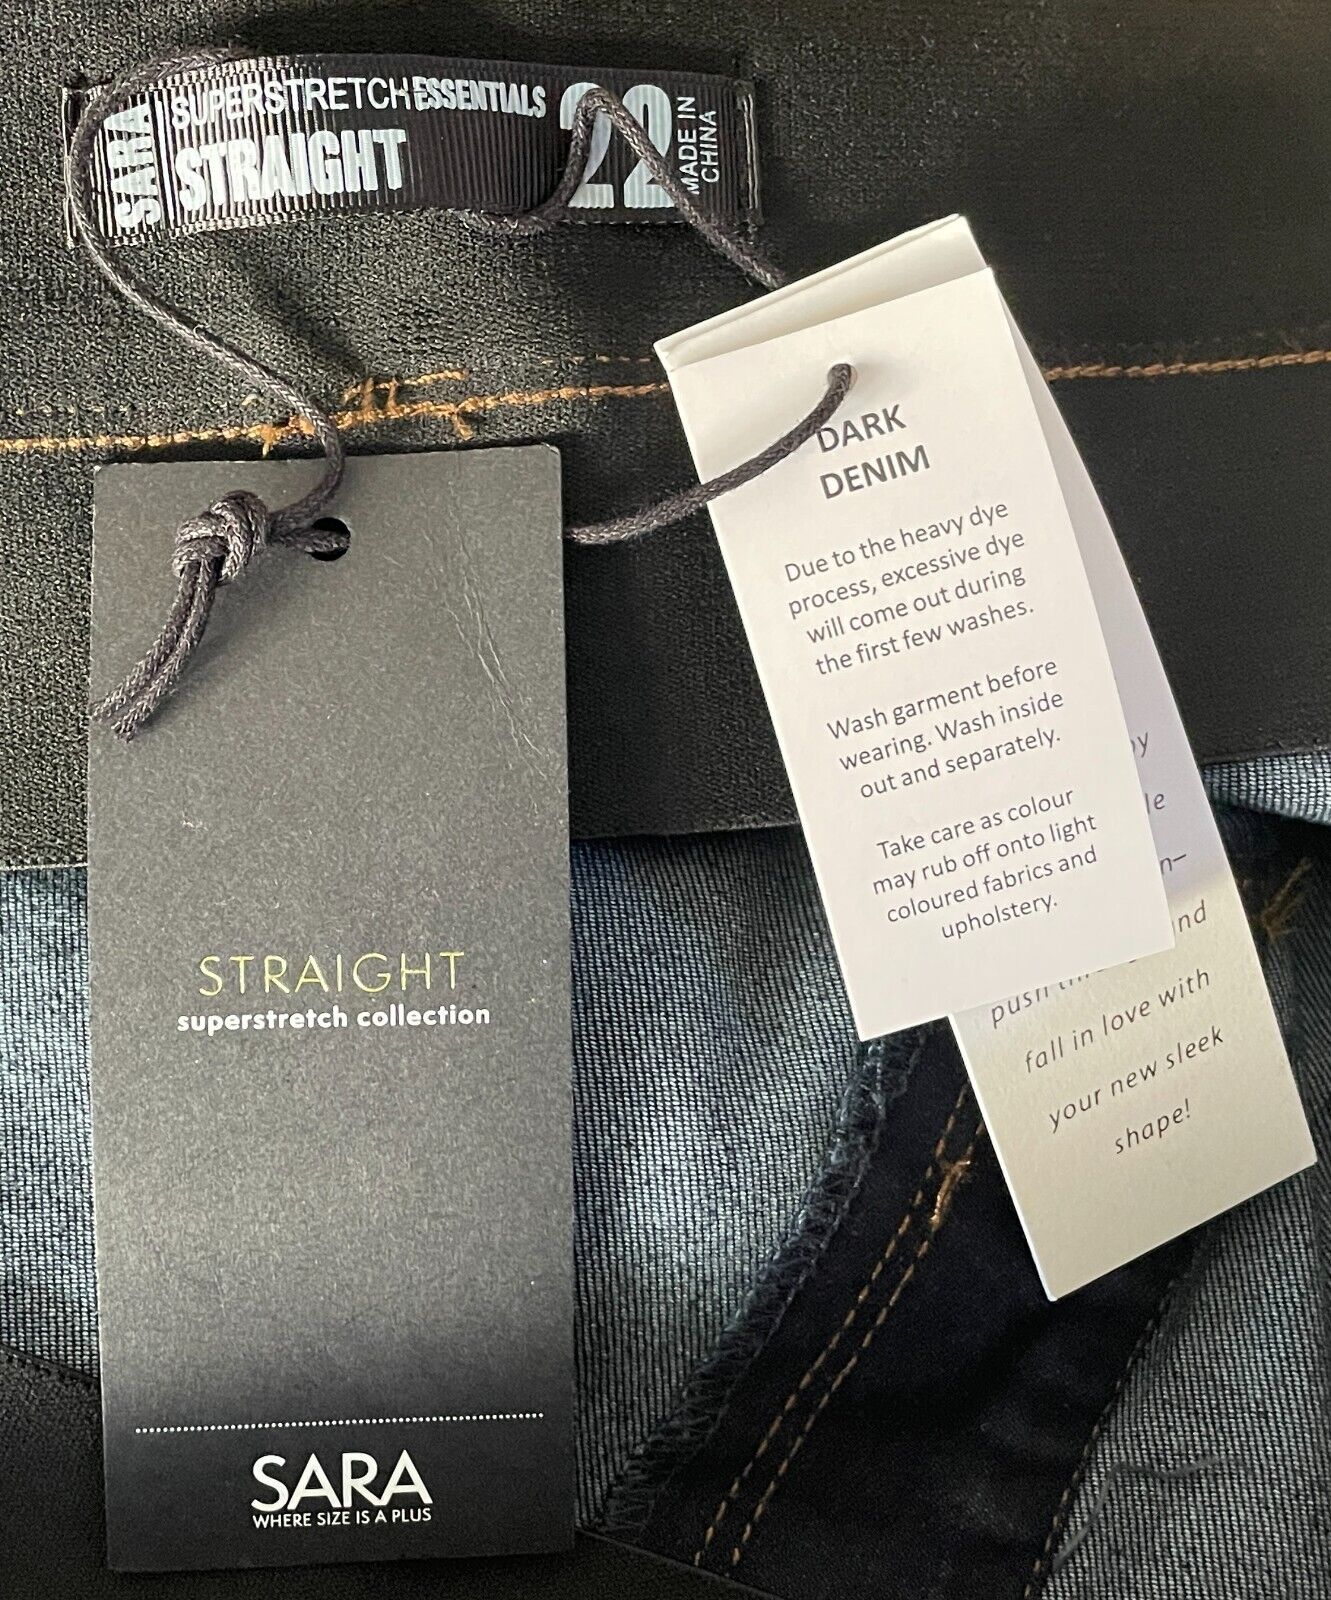 SARA
SUPERSTRETCH ESSENTIALS
STRAIGHT
22
MADE IN
CHINA
DARK
DENIM
Due to the heavy dye
process, excessive dye
will come out during
the first few washes.
Wash garment before
wearing. Wash inside
out and separately.
Take care as colour
may rub off onto light
coloured fabrics and
upholstery.
fall in love with
your new sleek
shape!
STRAIGHT
superstretch collection
SARA
WHERE SIZE IS A PLUS